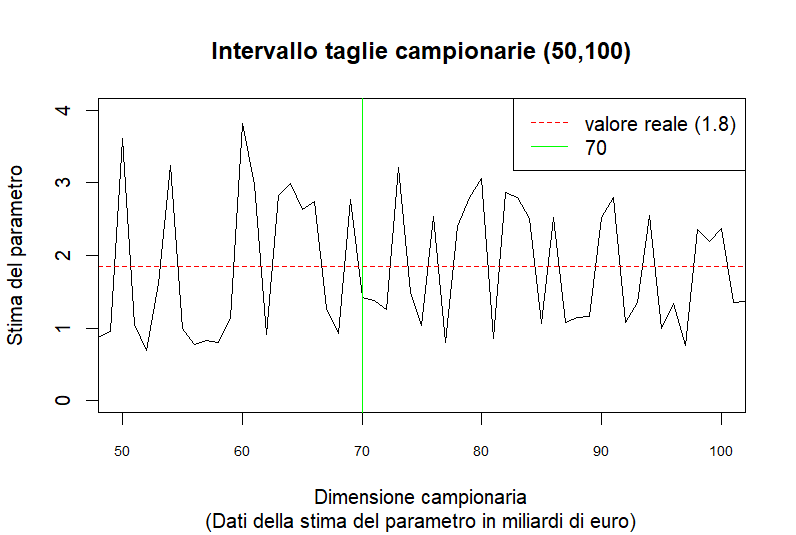 Intervallo taglie campionarie (50,100)
valore reale (1.8)
70
Stima del parametro
4
3
2
1
0
50 60 70 80 90 100
Dimensione campionaria
(Dati della stima del parametro in miliardi di euro)